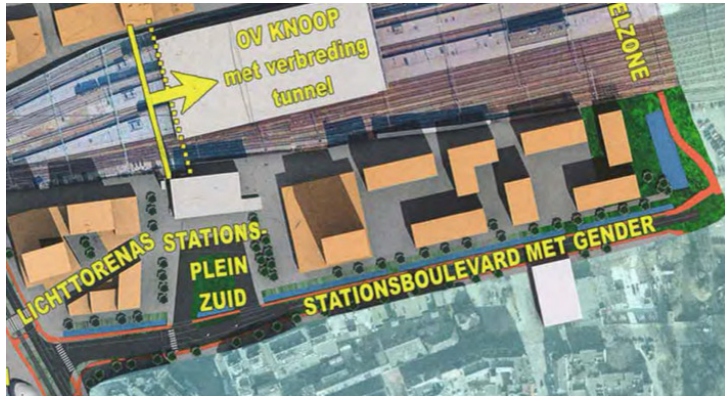 OV KNOOP
met verbreding
tunnel
ELZONE
LICHTTORENAS
STATIONS-
PLEIN
ZUID
STATIONSBOULEVARD MET GENDER